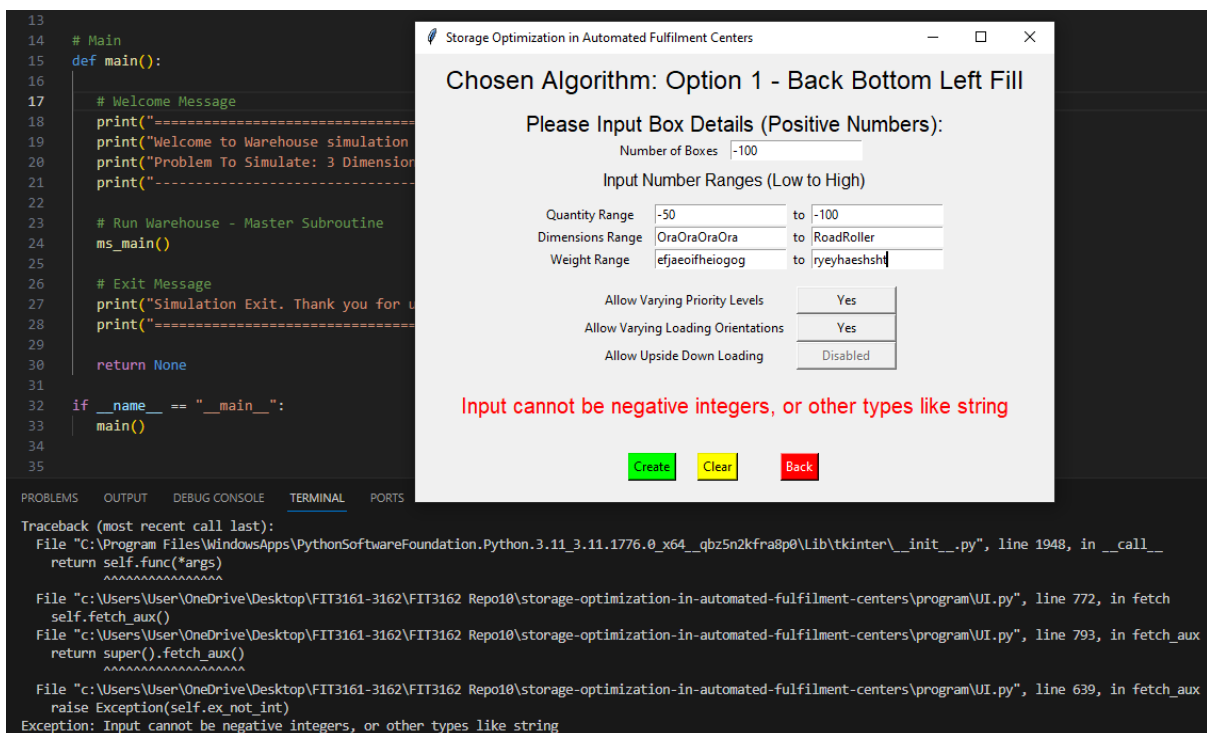 13
14 # Main
15 def main():
16
17 # Welcome Message
18 print("================================
19 print("Welcome to Warehouse simulation
20 print("Problem To Simulate: 3 Dimension
21 print("--------------------------------
22
23 # Run Warehouse - Master Subroutine
24 ms_main()
25
26 # Exit Message
27 print("Simulation Exit. Thank you for u
28 print("================================
29
30 return None
31
32 if __name__ == "__main__":
33 main()
34
35
Storage Optimization in Automated Fulfilment Centers
Chosen Algorithm: Option 1 - Back Bottom Left Fill
Please Input Box Details (Positive Numbers):
Number of Boxes -100
Input Number Ranges (Low to High)
Quantity Range -50 to -100
Dimensions Range OraOraOraOra to RoadRoller
Weight Range efjaeoifheiogog to ryeyhaeshsht
Allow Varying Priority Levels Yes
Allow Varying Loading Orientations Yes
Allow Upside Down Loading Disabled
Input cannot be negative integers, or other types like string
Create Clear Back
PROBLEMS OUTPUT DEBUG CONSOLE TERMINAL PORTS
Traceback (most recent call last):
File "C:\Program Files\WindowsApps\PythonSoftwareFoundation.Python.3.11_3.11.1776.0_x64__qbz5n2kfra8p0\Lib\tkinter\__init__.py", line 1948, in __call__
return self.func(*args)
^^^^^^^^^^^^^^^^
File "c:\Users\User\OneDrive\Desktop\FIT3161-3162\FIT3162 Repo10\storage-optimization-in-automated-fulfilment-centers\program\UI.py", line 772, in fetch
self.fetch_aux()
File "c:\Users\User\OneDrive\Desktop\FIT3161-3162\FIT3162 Repo10\storage-optimization-in-automated-fulfilment-centers\program\UI.py", line 793, in fetch_aux
return super().fetch_aux()
^^^^^^^^^^^^^^^^^^^
File "c:\Users\User\OneDrive\Desktop\FIT3161-3162\FIT3162 Repo10\storage-optimization-in-automated-fulfilment-centers\program\UI.py", line 639, in fetch_aux
raise Exception(self.ex_not_int)
Exception: Input cannot be negative integers, or other types like string